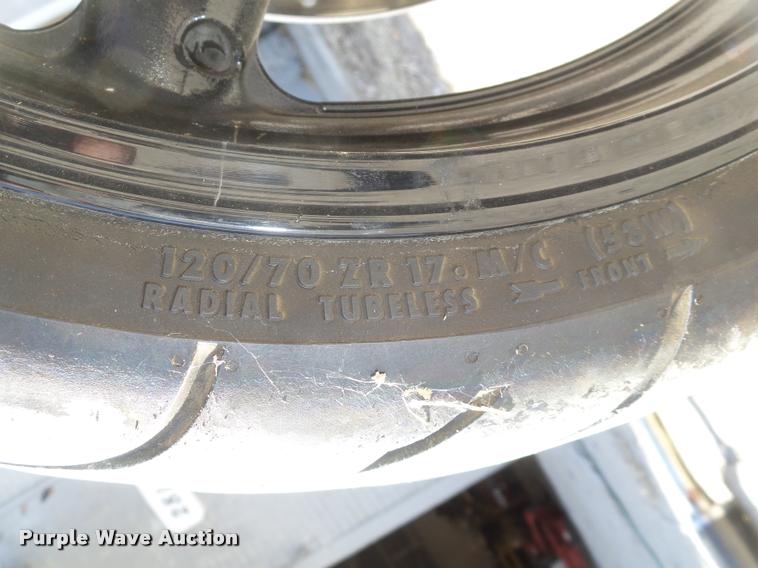 120/70 ZR 17 · M/C (58W)
RADIAL TUBELESS FRONT
Purple Wave Auction